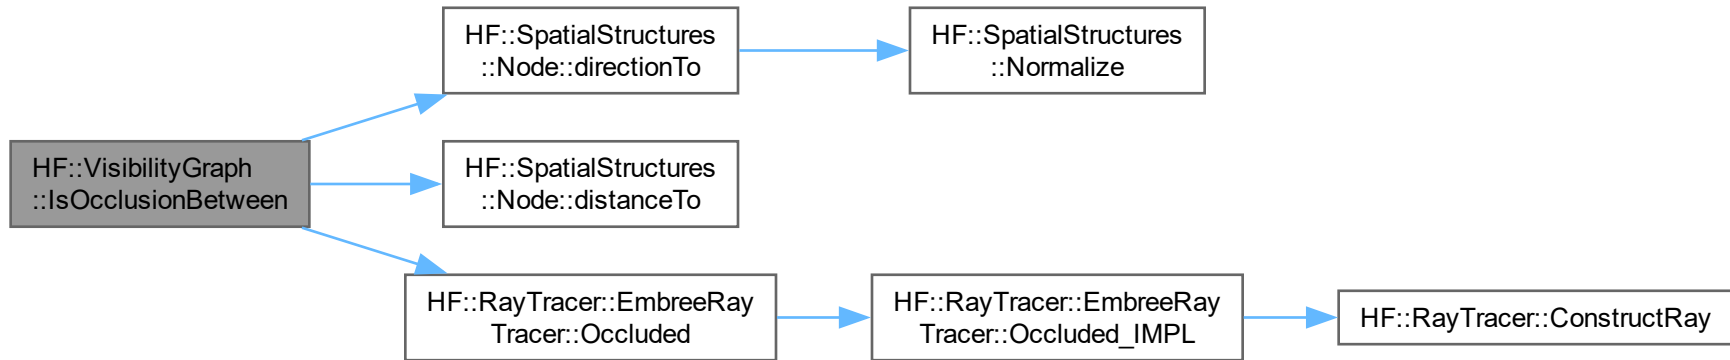 HF::VisibilityGraph
::IsOcclusionBetween
HF::SpatialStructures
::Node::directionTo
HF::SpatialStructures
::Normalize
HF::SpatialStructures
::Node::distanceTo
HF::RayTracer::EmbreeRay
Tracer::Occluded
HF::RayTracer::EmbreeRay
Tracer::Occluded_IMPL
HF::RayTracer::ConstructRay